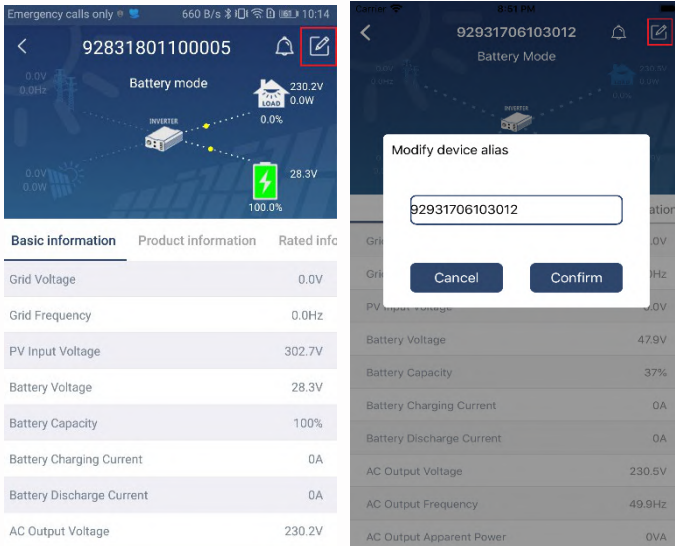 Emergency calls only 660 B/s 10:14
92831801100005
Battery mode
0.0V
0.0Hz
230.2V
LOAD 0.0W
INVERTER
0.0%
0.0V
0.0W
28.3V
100.0%
Basic information Product information Rated info
Grid Voltage 0.0V
Grid Frequency 0.0Hz
PV Input Voltage 302.7V
Battery Voltage 28.3V
Battery Capacity 100%
Battery Charging Current 0A
Battery Discharge Current 0A
AC Output Voltage 230.2V
Carrier 8:51 PM
92931706103012
Battery Mode
INVERTER
Modify device alias
92931706103012
Cancel Confirm
PV Input Voltage 0.0V
Battery Voltage 47.9V
Battery Capacity 37%
Battery Charging Current 0A
Battery Discharge Current 0A
AC Output Voltage 230.5V
AC Output Frequency 49.9Hz
AC Output Apparent Power 0VA